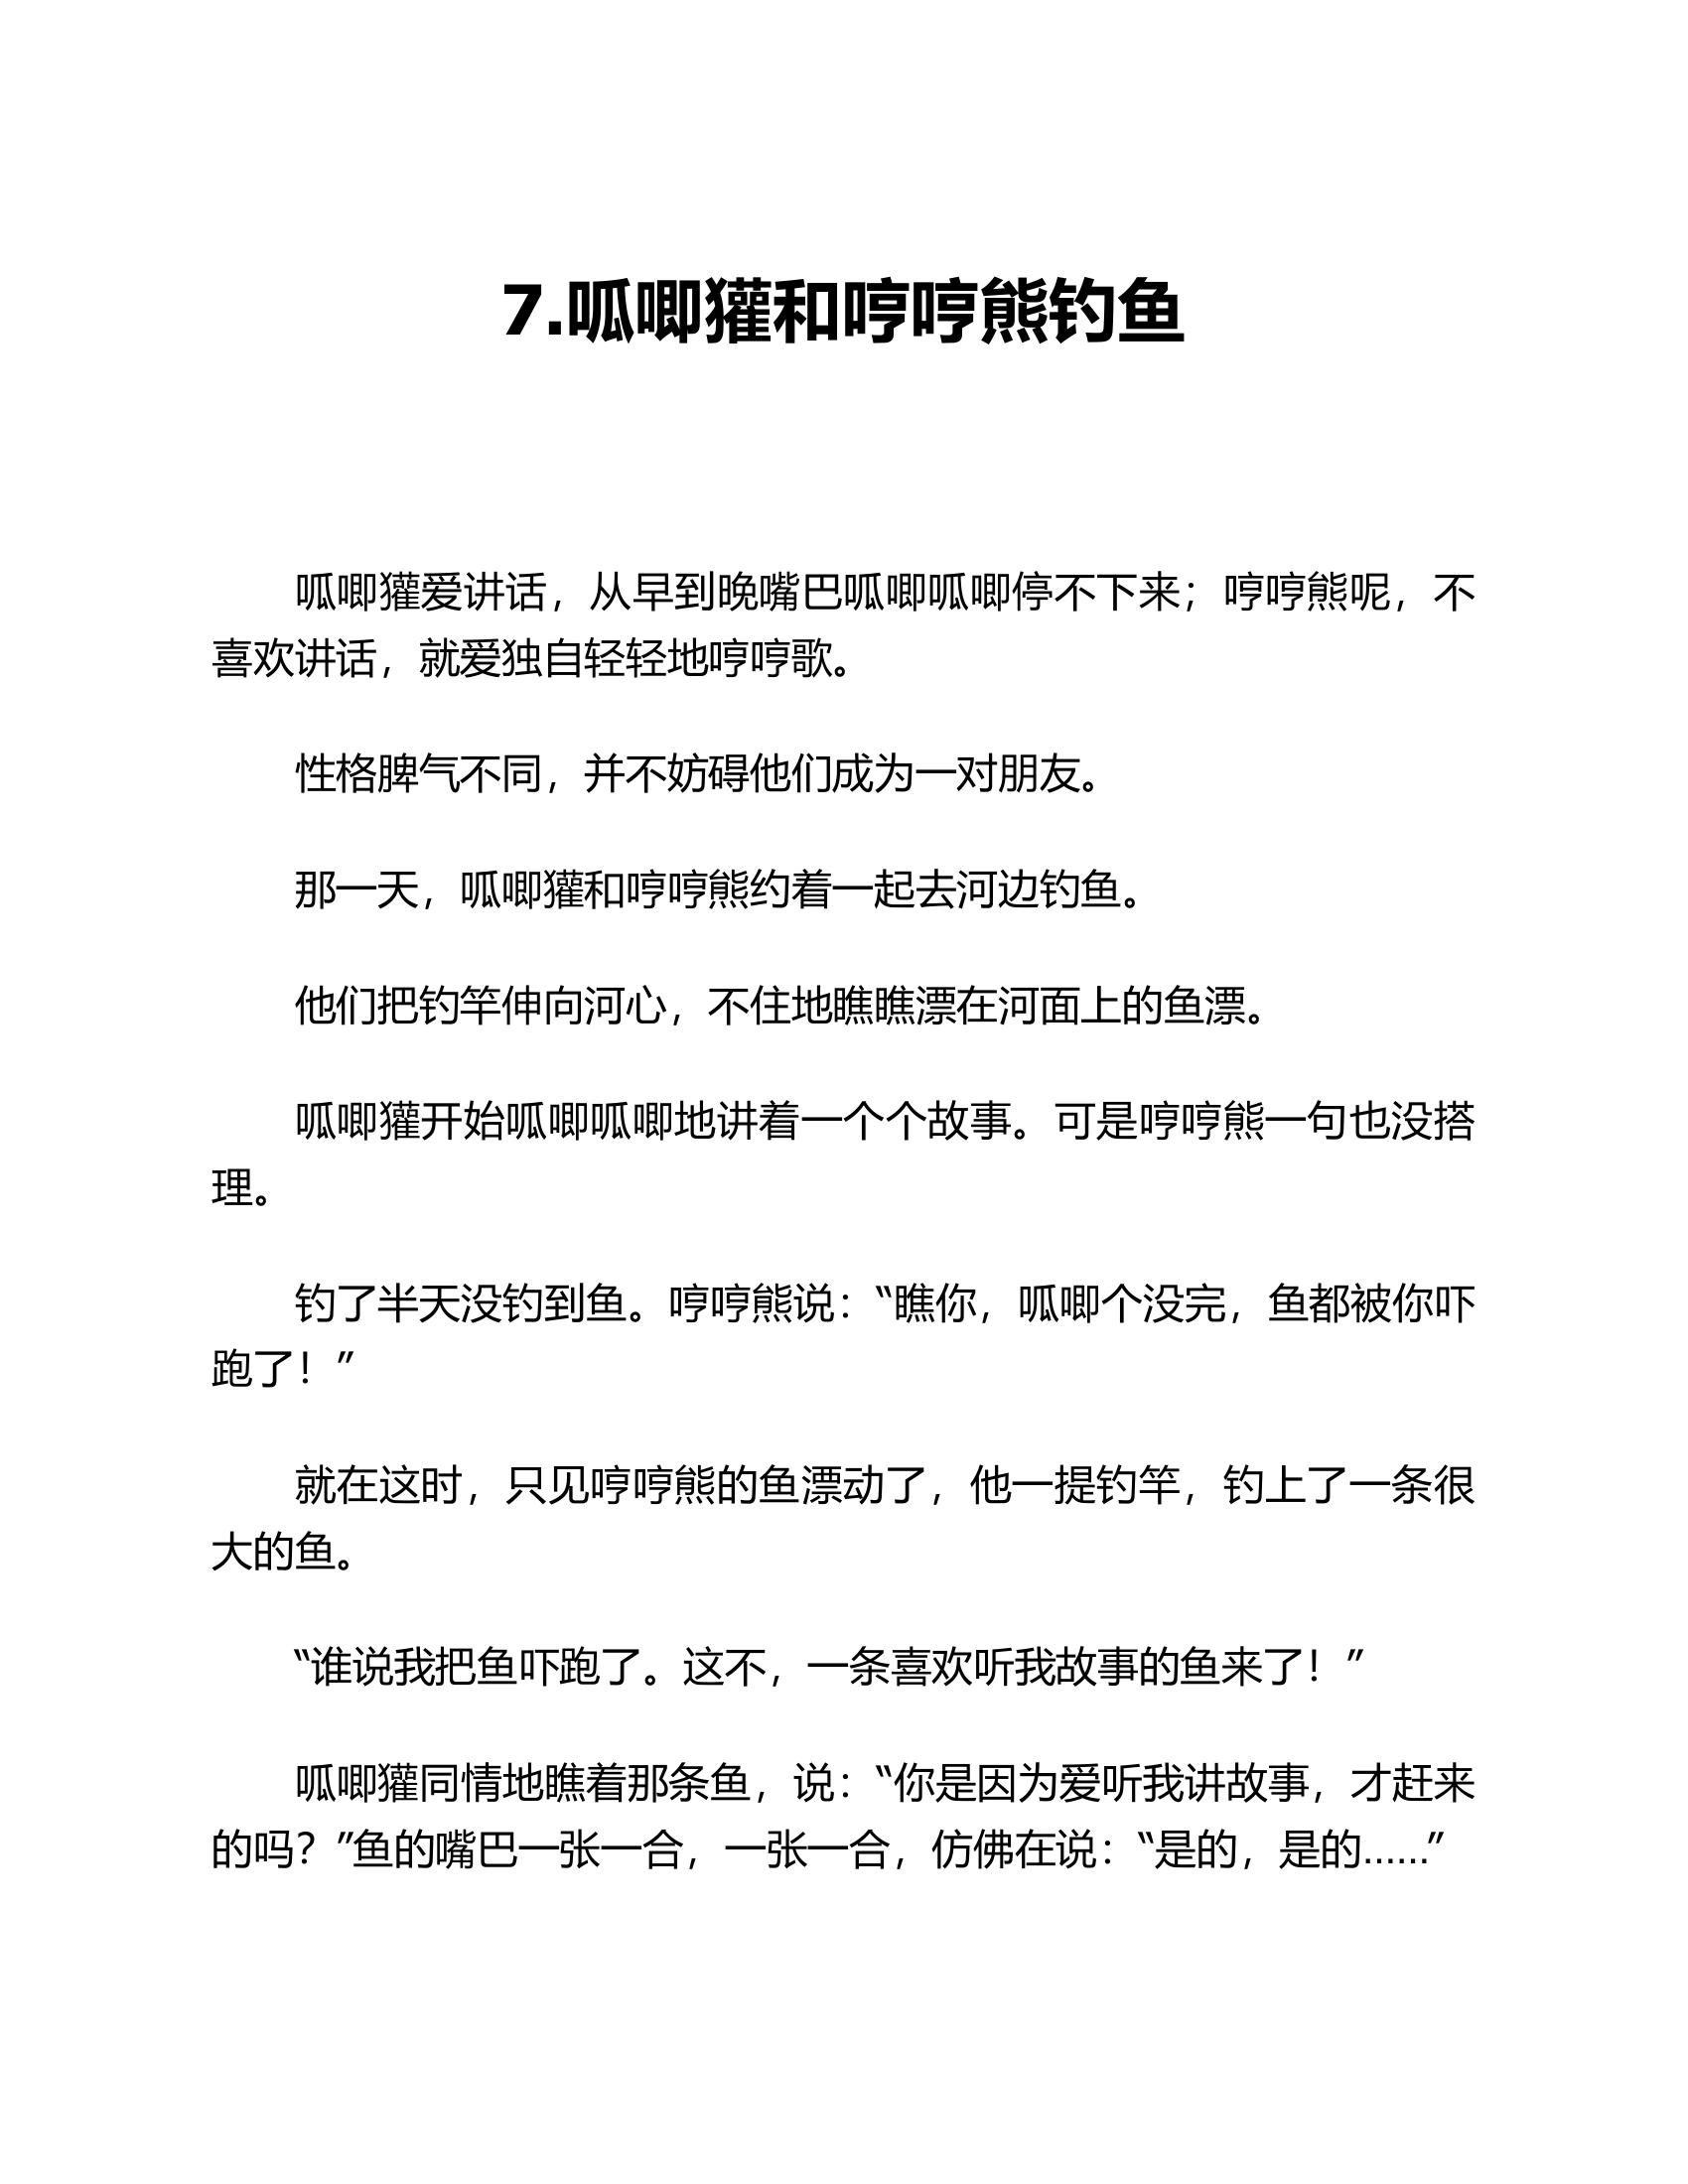 7.呱唧獾和哼哼熊钓鱼
呱唧獾爱讲话，从早到晚嘴巴呱唧呱唧停不下来；哼哼熊呢，不
喜欢讲话，就爱独自轻轻地哼哼歌。
性格脾气不同，并不妨碍他们成为一对朋友。
那一天，呱唧獾和哼哼熊约着一起去河边钓鱼。
他们把钓竿伸向河心，不住地瞧瞧漂在河面上的鱼漂。
呱唧獾开始呱唧呱唧地讲着一个个故事。可是哼哼熊一句也没搭
理。
钓了半天没钓到鱼。哼哼熊说：“瞧你，呱唧个没完，鱼都被你吓
跑了！”
就在这时，只见哼哼熊的鱼漂动了，他一提钓竿，钓上了一条很
大的鱼。
“谁说我把鱼吓跑了。这不，一条喜欢听我故事的鱼来了！”
呱唧獾同情地瞧着那条鱼，说：“你是因为爱听我讲故事，才赶来
的吗？”鱼的嘴巴一张一合，一张一合，仿佛在说：“是的，是的……”